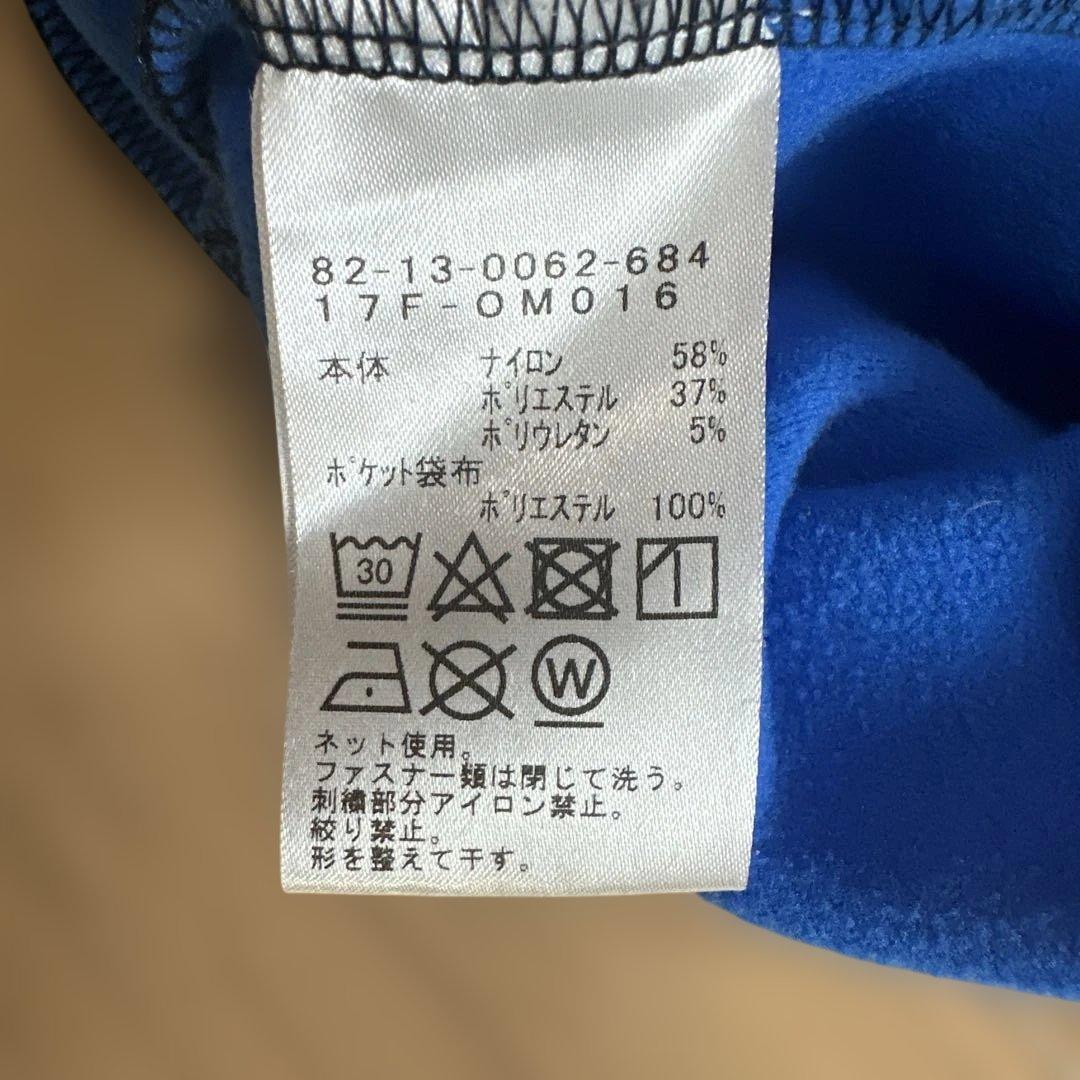 82-13-0062-684
17F-OM016
本体 ナイロン 58%
ポリエステル 37%
ポリウレタン 5%
ポケット袋布
ポリエステル 100%
30
W
ネット使用。
ファスナー類は閉じて洗う。
刺繍部分アイロン禁止。
絞り禁止。
形を整えて干す。